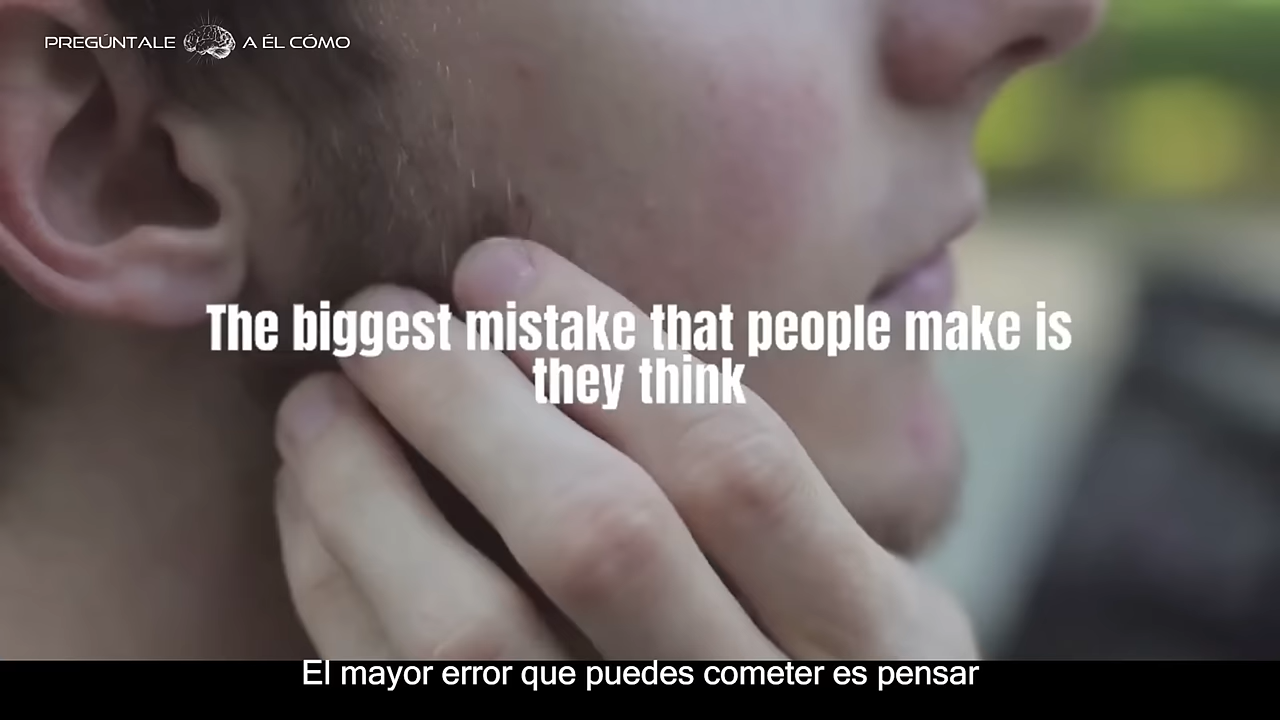 PREGÚNTALE A ÉL CÓMO
The biggest mistake that people make is
they think
El mayor error que puedes cometer es pensar